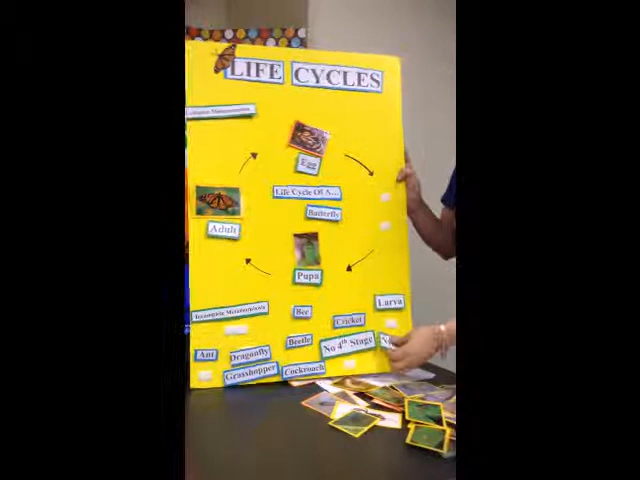 LIFE CYCLES
Complete Metamorphosis
Egg
Life Cycle Of A...
Butterfly
Adult
Pupa
Larva
Incomplete Metamorphosis
Bee
Cricket
Beetle
No 4th Stage
Ant
Dragonfly
Grasshopper
Cockroach